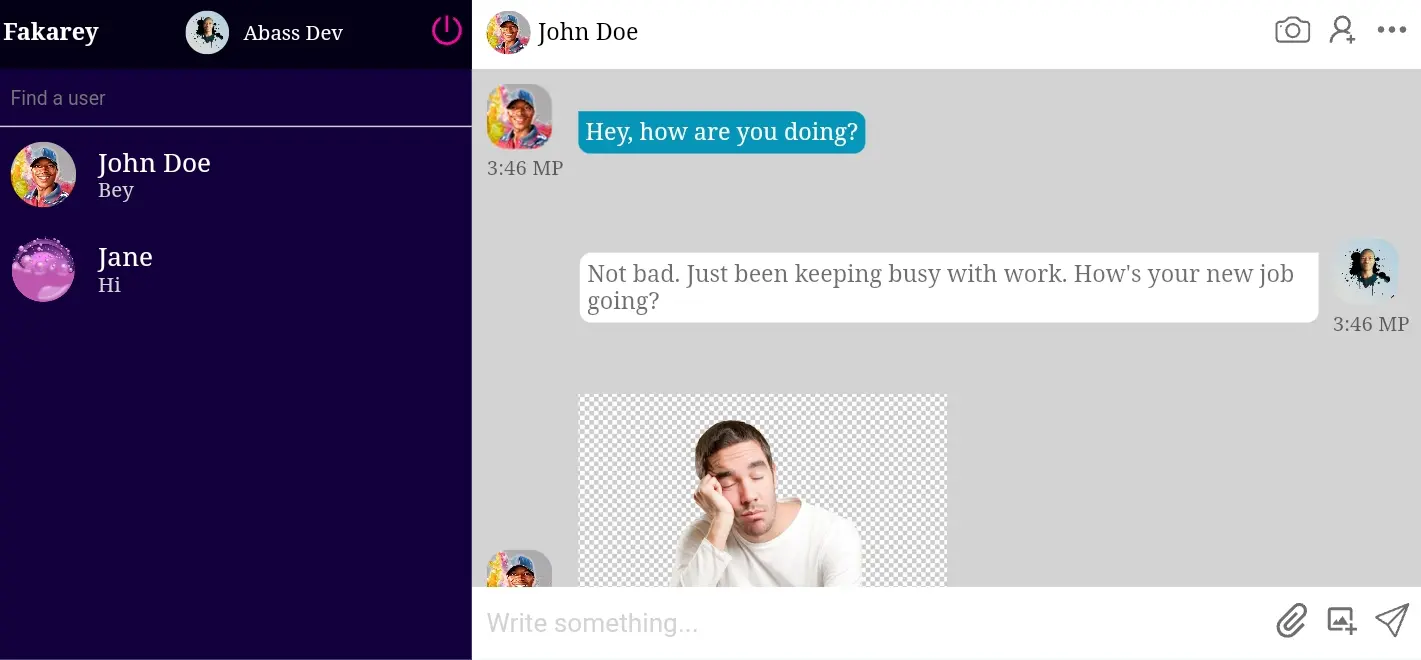 Fakarey
Abass Dev
Find a user
John Doe
Bey
Jane
Hi
John Doe
Hey, how are you doing?
3:46 MP
Not bad. Just been keeping busy with work. How's your new job
going?
3:46 MP
Write something...